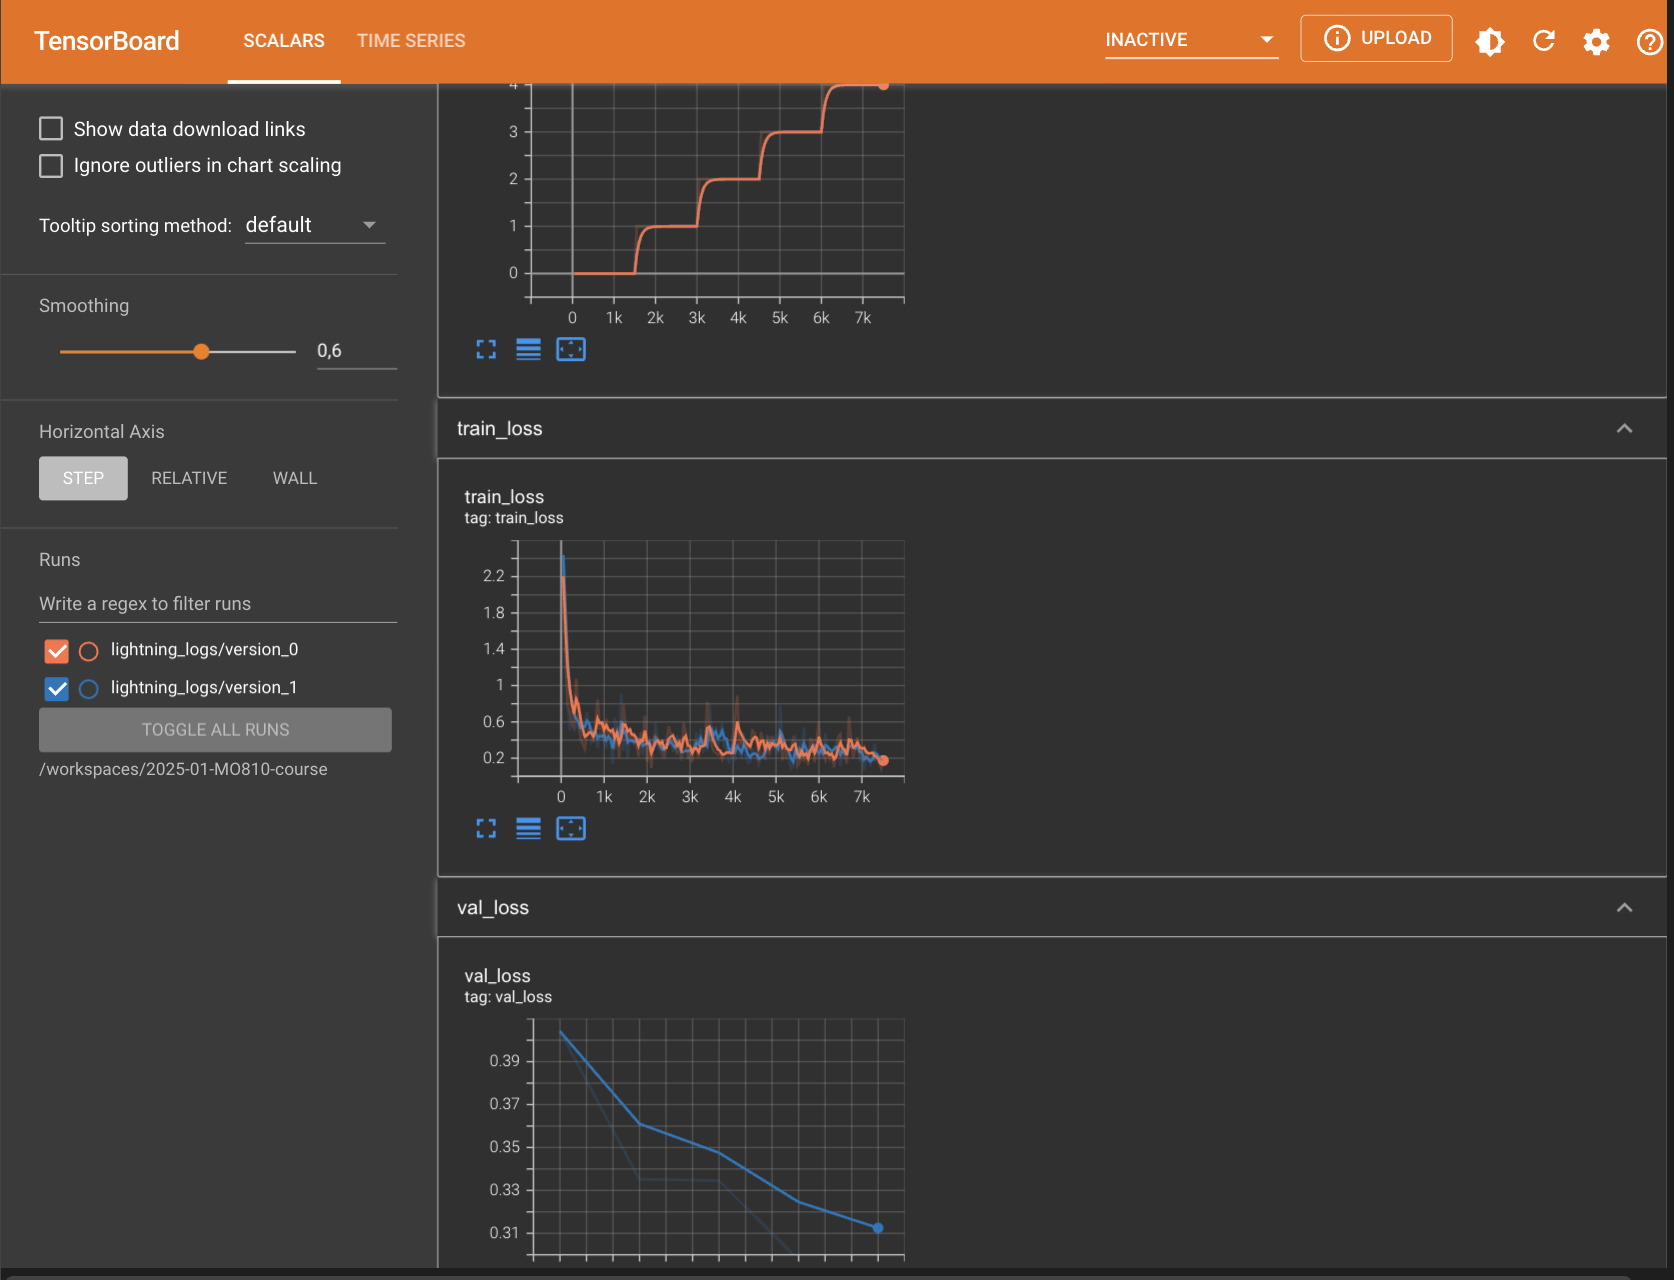 TensorBoard
SCALARS
TIME SERIES
INACTIVE
UPLOAD
Show data download links
Ignore outliers in chart scaling
Tooltip sorting method: default
Smoothing
0,6
Horizontal Axis
STEP RELATIVE WALL
Runs
Write a regex to filter runs
lightning_logs/version_0
lightning_logs/version_1
TOGGLE ALL RUNS
/workspaces/2025-01-MO810-course
4
3
2
1
0
0 1k 2k 3k 4k 5k 6k 7k
train_loss
train_loss
tag: train_loss
2.2
1.8
1.4
1
0.6
0.2
0 1k 2k 3k 4k 5k 6k 7k
val_loss
val_loss
tag: val_loss
0.39
0.37
0.35
0.33
0.31